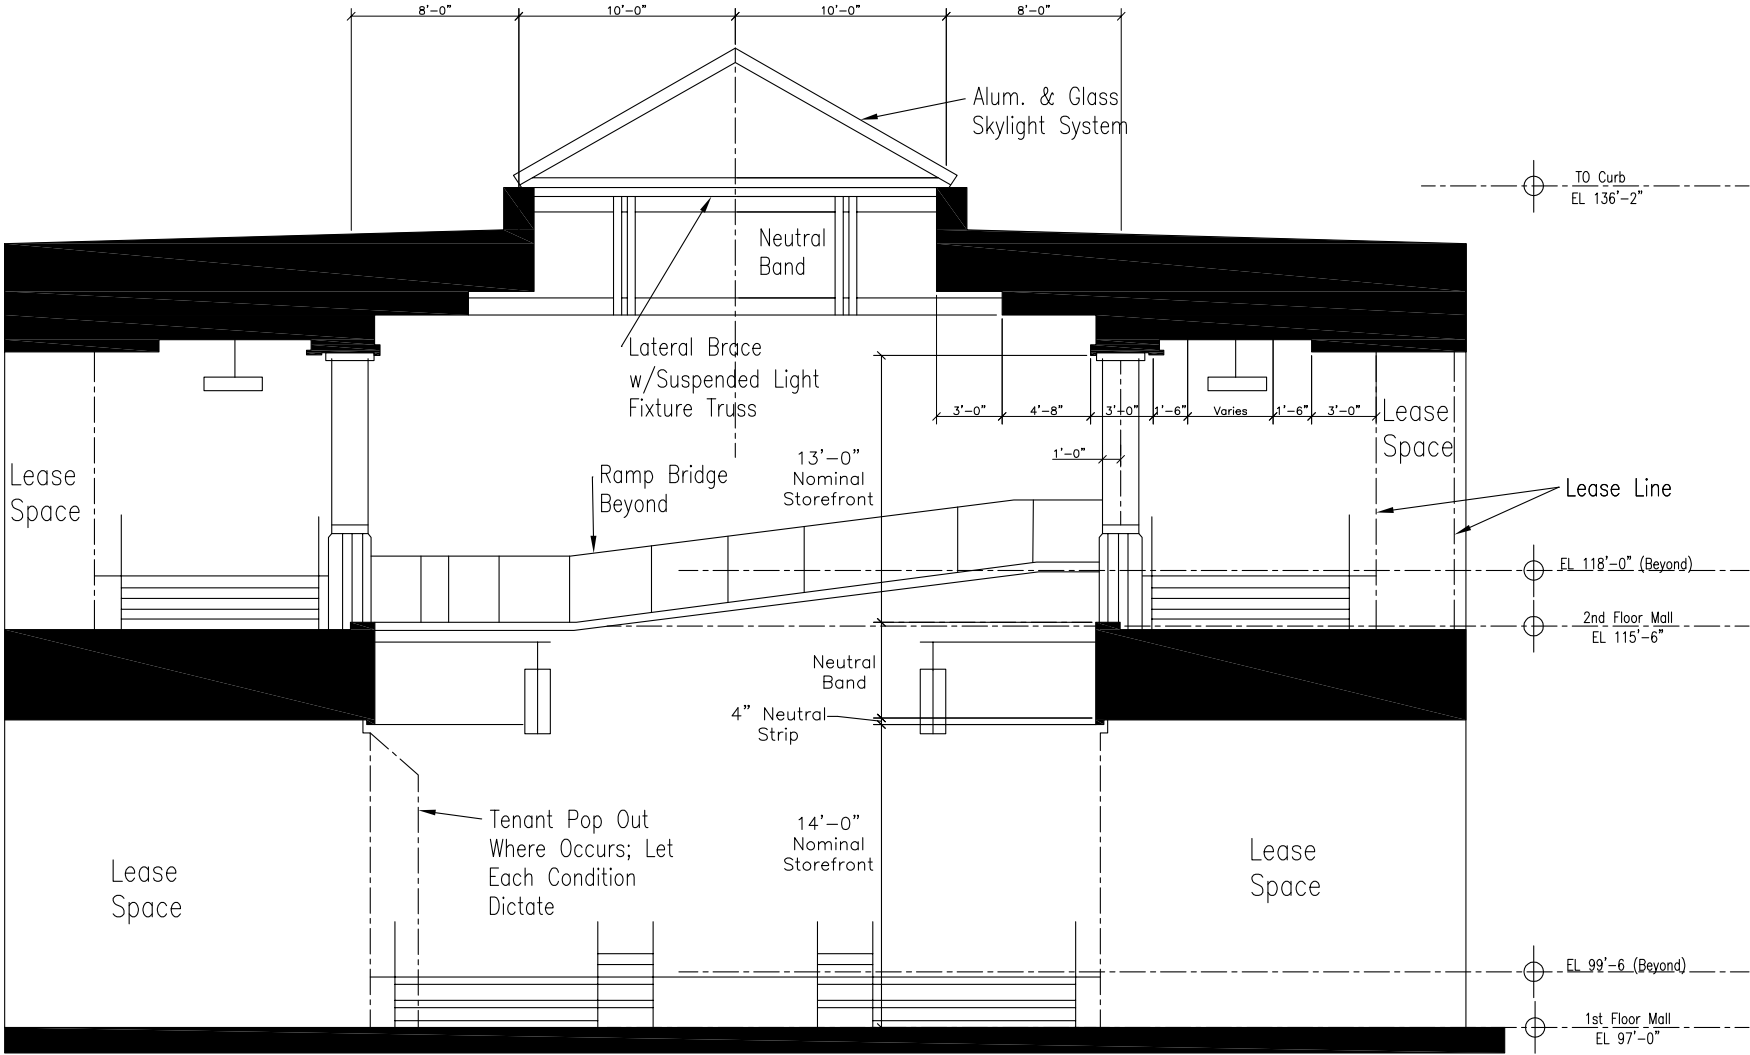 8'-0"
10'-0"
10'-0"
8'-0"
Alum. & Glass
Skylight System
TO Curb
EL 136'-2"
Neutral
Band
Lateral Brace
w/Suspended Light
Fixture Truss
3'-0"
4'-8"
3'-0"
1'-6"
Varies
1'-6"
3'-0"
Lease
Space
1'-0"
13'-0"
Nominal
Storefront
Ramp Bridge
Beyond
Lease
Space
Lease Line
EL 118'-0" (Beyond)
2nd Floor Mall
EL 115'-6"
Neutral
Band
4" Neutral
Strip
Tenant Pop Out
Where Occurs; Let
Each Condition
Dictate
14'-0"
Nominal
Storefront
Lease
Space
Lease
Space
EL 99'-6 (Beyond)
1st Floor Mall
EL 97'-0"